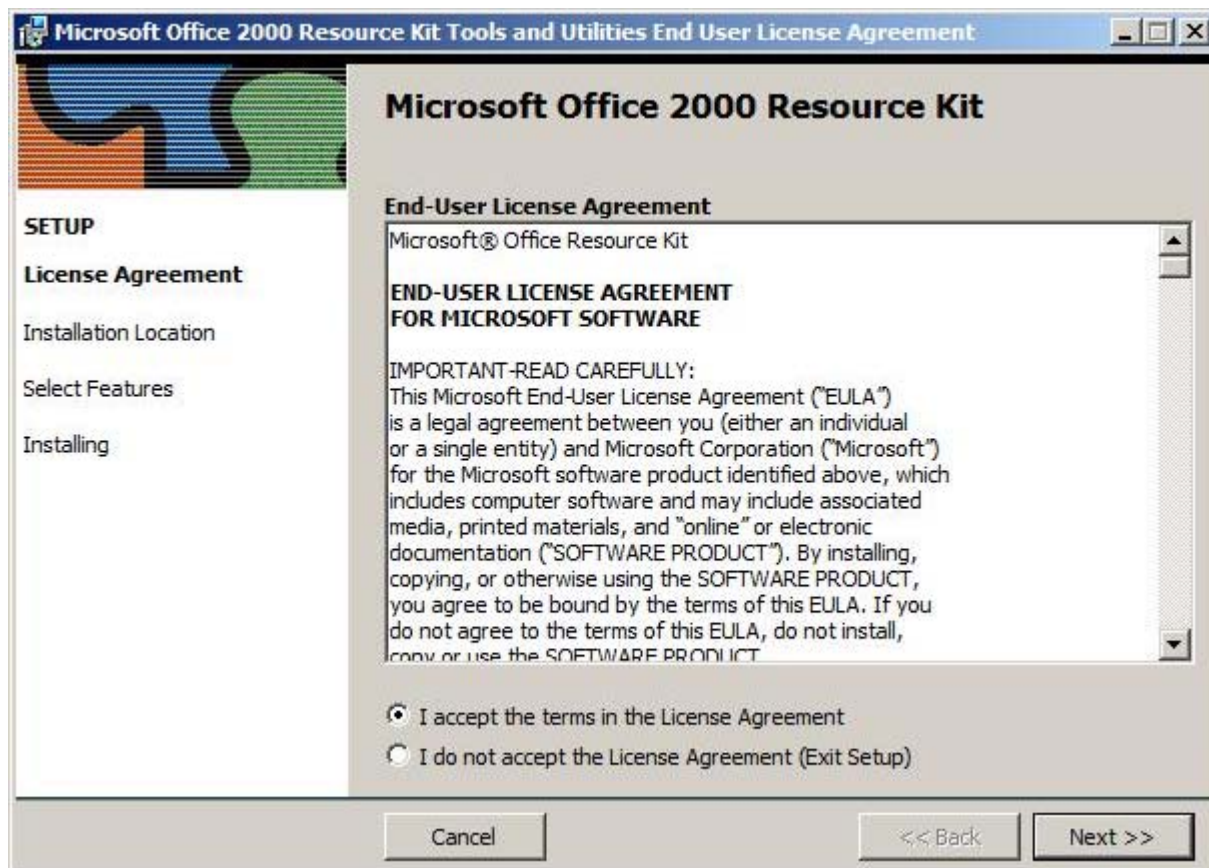 Microsoft Office 2000 Resource Kit Tools and Utilities End User License Agreement
Microsoft Office 2000 Resource Kit
SETUP
License Agreement
Installation Location
Select Features
Installing
End-User License Agreement
Microsoft® Office Resource Kit
END-USER LICENSE AGREEMENT
FOR MICROSOFT SOFTWARE
IMPORTANT-READ CAREFULLY:
This Microsoft End-User License Agreement ("EULA")
is a legal agreement between you (either an individual
or a single entity) and Microsoft Corporation ("Microsoft")
for the Microsoft software product identified above, which
includes computer software and may include associated
media, printed materials, and "online" or electronic
documentation ("SOFTWARE PRODUCT"). By installing,
copying, or otherwise using the SOFTWARE PRODUCT,
you agree to be bound by the terms of this EULA. If you
do not agree to the terms of this EULA, do not install,
copy or use the SOFTWARE PRODUCT
I accept the terms in the License Agreement
I do not accept the License Agreement (Exit Setup)
Cancel
<< Back
Next >>